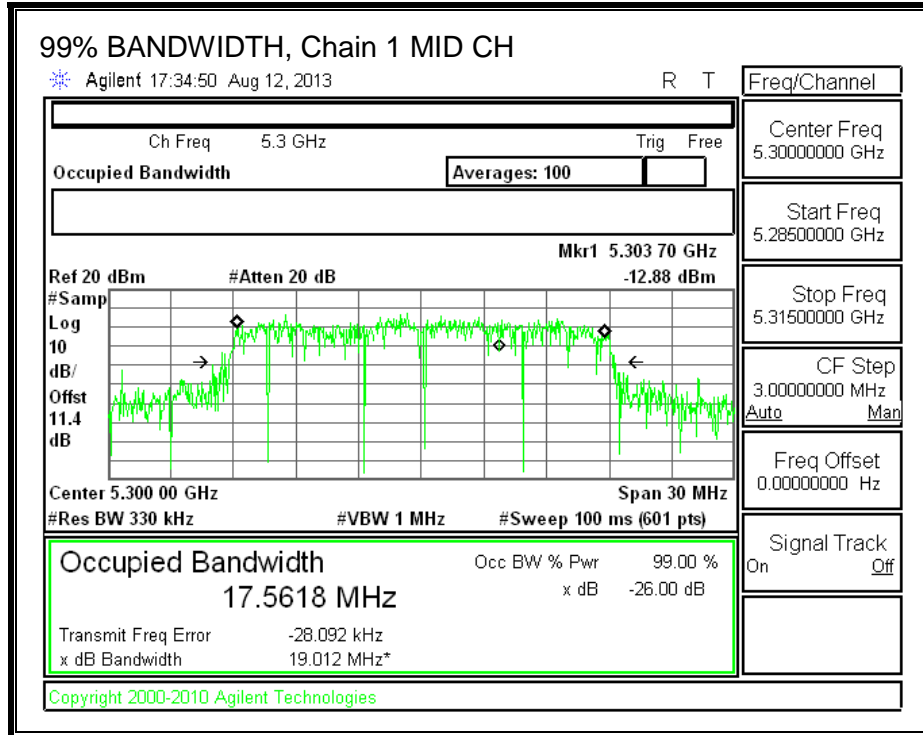 99% BANDWIDTH, Chain 1 MID CH
Agilent 17:34:50 Aug 12, 2013 R T
Ch Freq 5.3 GHz Trig Free
Occupied Bandwidth Averages: 100
Mkr1 5.303 70 GHz
Ref 20 dBm #Atten 20 dB -12.88 dBm
#Samp
Log
10
dB/
Offst
11.4
dB
Center 5.300 00 GHz Span 30 MHz
#Res BW 330 kHz #VBW 1 MHz #Sweep 100 ms (601 pts)
Occupied Bandwidth Occ BW % Pwr 99.00 %
17.5618 MHz x dB -26.00 dB
Transmit Freq Error -28.092 kHz
x dB Bandwidth 19.012 MHz*
Copyright 2000-2010 Agilent Technologies
Freq/Channel
Center Freq
5.30000000 GHz
Start Freq
5.28500000 GHz
Stop Freq
5.31500000 GHz
CF Step
3.00000000 MHz
Auto Man
Freq Offset
0.00000000 Hz
Signal Track
On Off